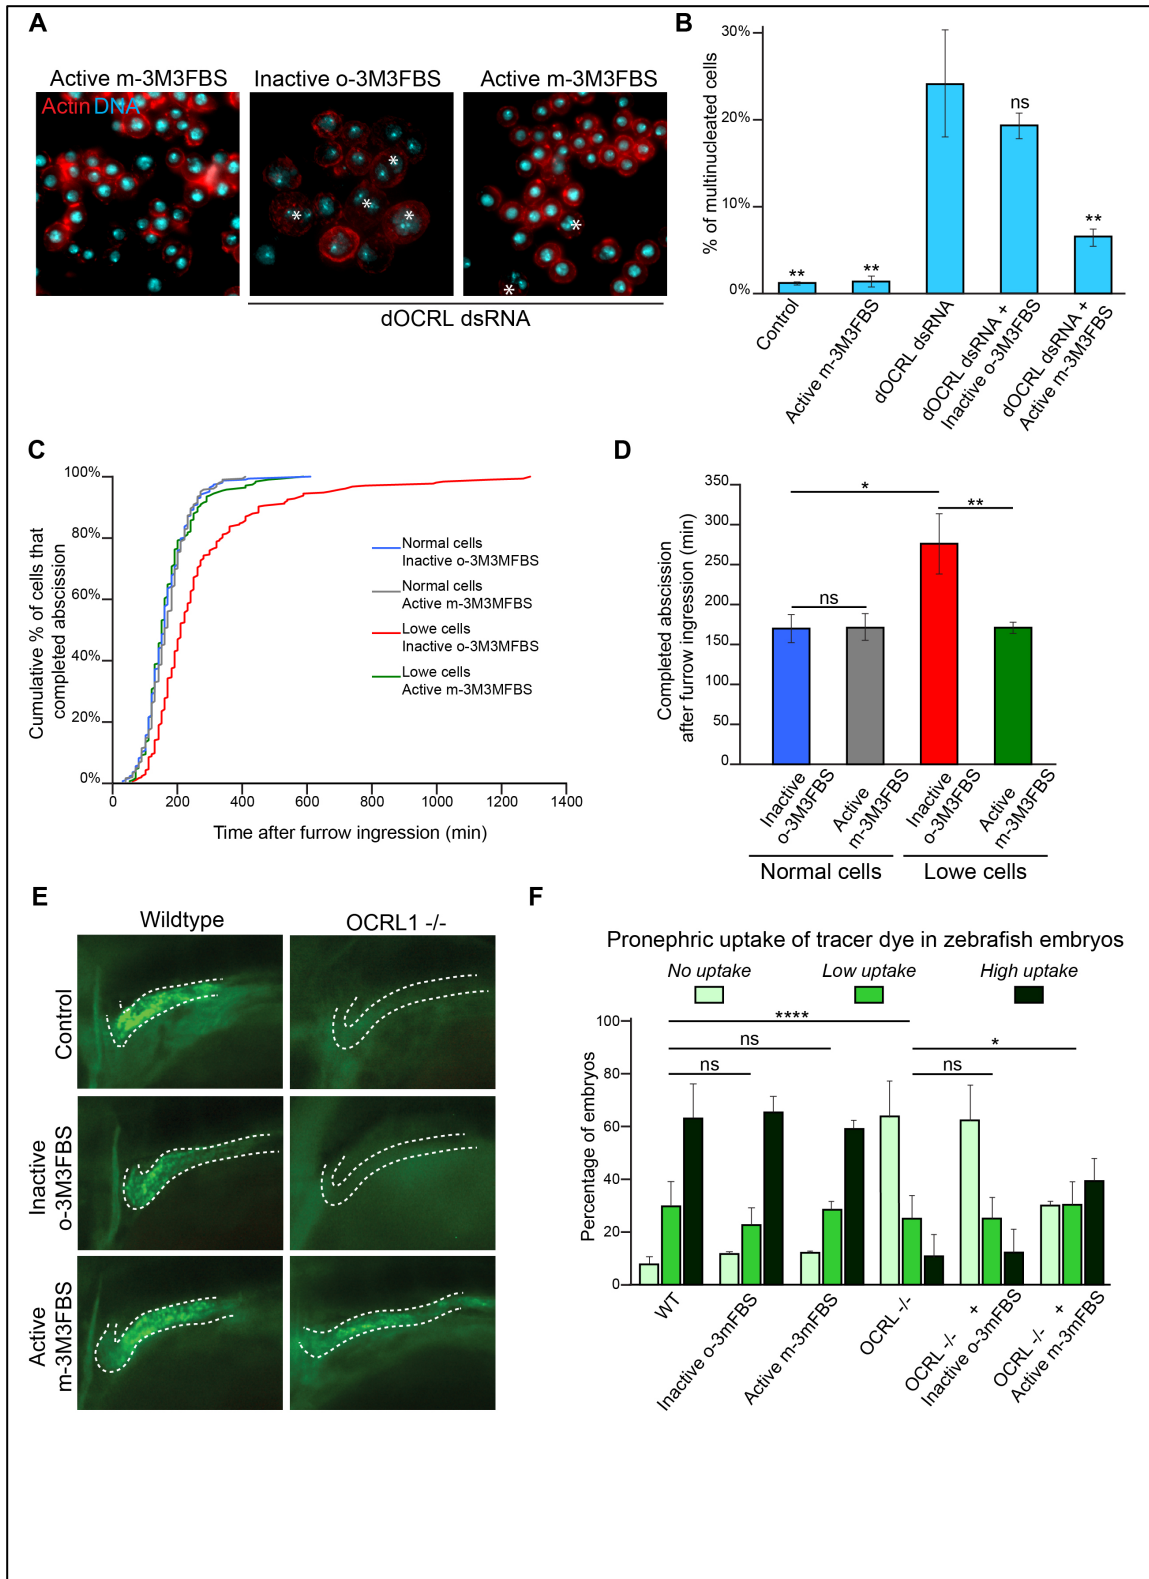 A
Active m-3M3FBS
Inactive o-3M3FBS
Active m-3M3FBS
Actin DNA
*
*
*
*
*
*
dOCRL dsRNA
B
% of multinucleated cells
30%
20%
10%
0%
**
**
ns
**
Control
Active m-3M3FBS
dOCRL dsRNA
dOCRL dsRNA +
Inactive o-3M3FBS
dOCRL dsRNA +
Active m-3M3FBS
C
Cumulative % of cells that
completed abscission
100%
80%
60%
40%
20%
0%
0
200
400
600
800
1000
1200
1400
Time after furrow ingression (min)
Normal cells
Inactive o-3M3MFBS
Normal cells
Active m-3M3MFBS
Lowe cells
Inactive o-3M3MFBS
Lowe cells
Active m-3M3MFBS
D
Completed abscission
after furrow ingression (min)
350
300
250
200
150
100
50
0
*
**
ns
Inactive
o-3M3FBS
Active
m-3M3FBS
Inactive
o-3M3FBS
Active
m-3M3FBS
Normal cells
Lowe cells
E
Wildtype
OCRL1 -/-
Control
Inactive
o-3M3FBS
Active
m-3M3FBS
F
Pronephric uptake of tracer dye in zebrafish embryos
No uptake
Low uptake
High uptake
Percentage of embryos
100
80
60
40
20
0
****
ns
*
ns
ns
WT
Inactive o-3mFBS
Active m-3mFBS
OCRL -/-
OCRL -/- +
Inactive o-3mFBS
OCRL -/- +
Active m-3mFBS